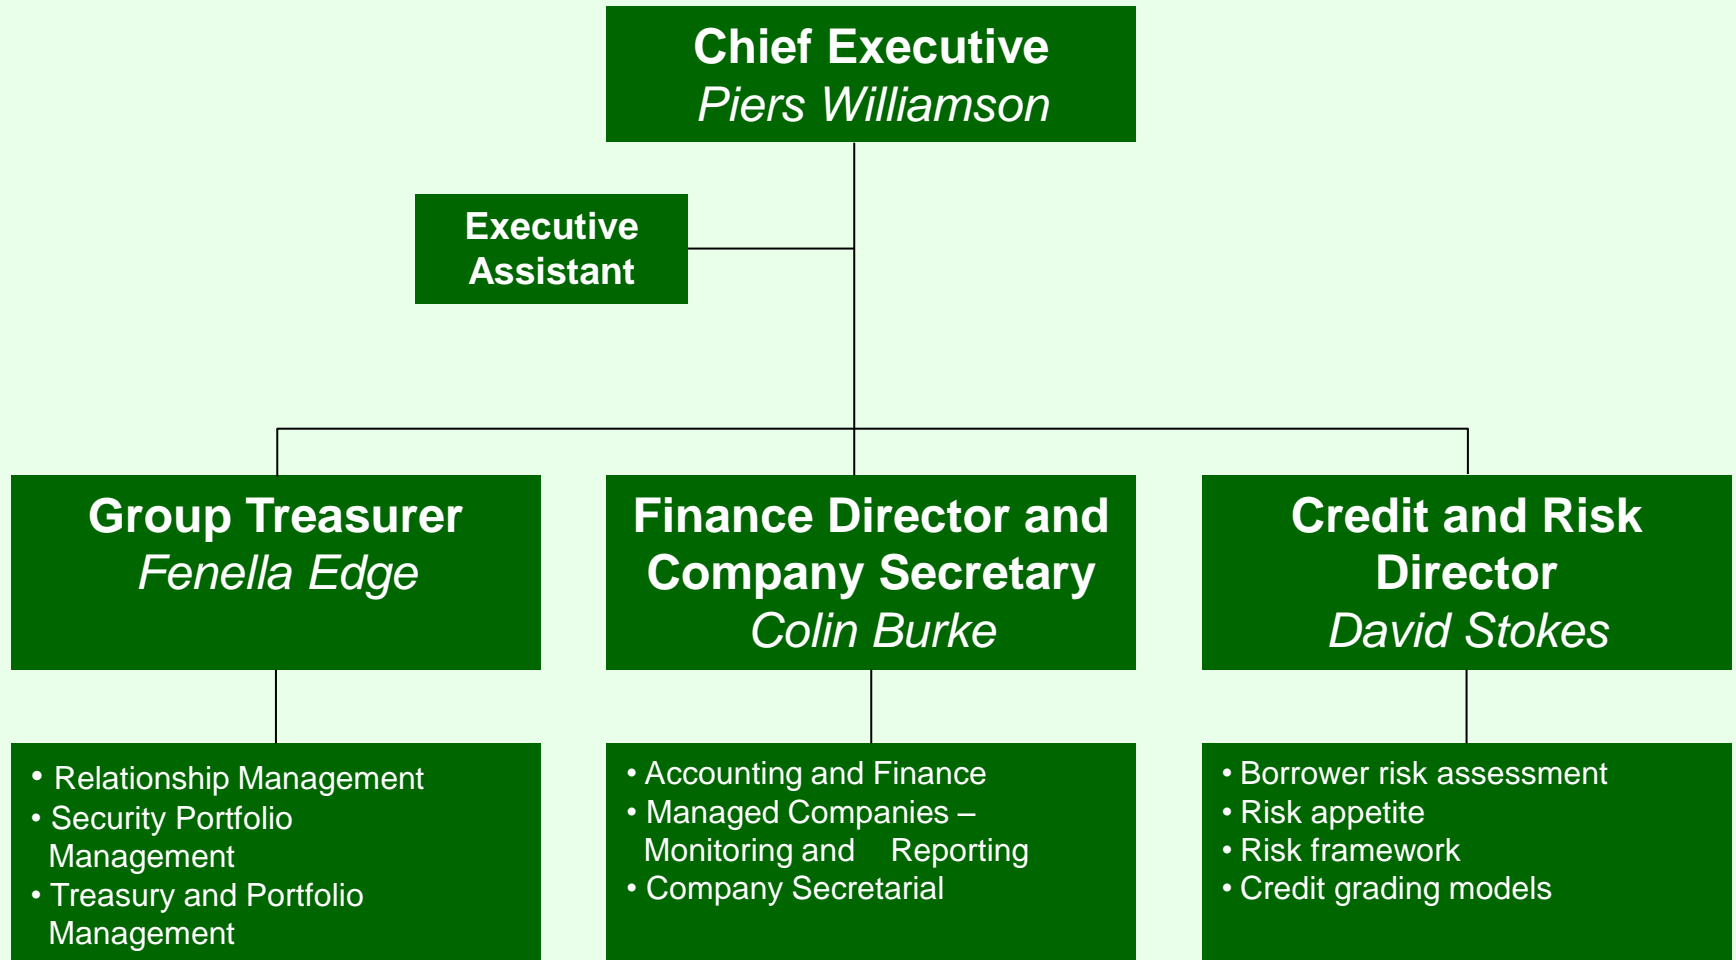 Chief Executive
Piers Williamson
Executive
Assistant
Group Treasurer
Fenella Edge
Finance Director and
Company Secretary
Colin Burke
Credit and Risk
Director
David Stokes
• Relationship Management
• Security Portfolio
Management
• Treasury and Portfolio
Management
• Accounting and Finance
• Managed Companies –
Monitoring and Reporting
• Company Secretarial
• Borrower risk assessment
• Risk appetite
• Risk framework
• Credit grading models